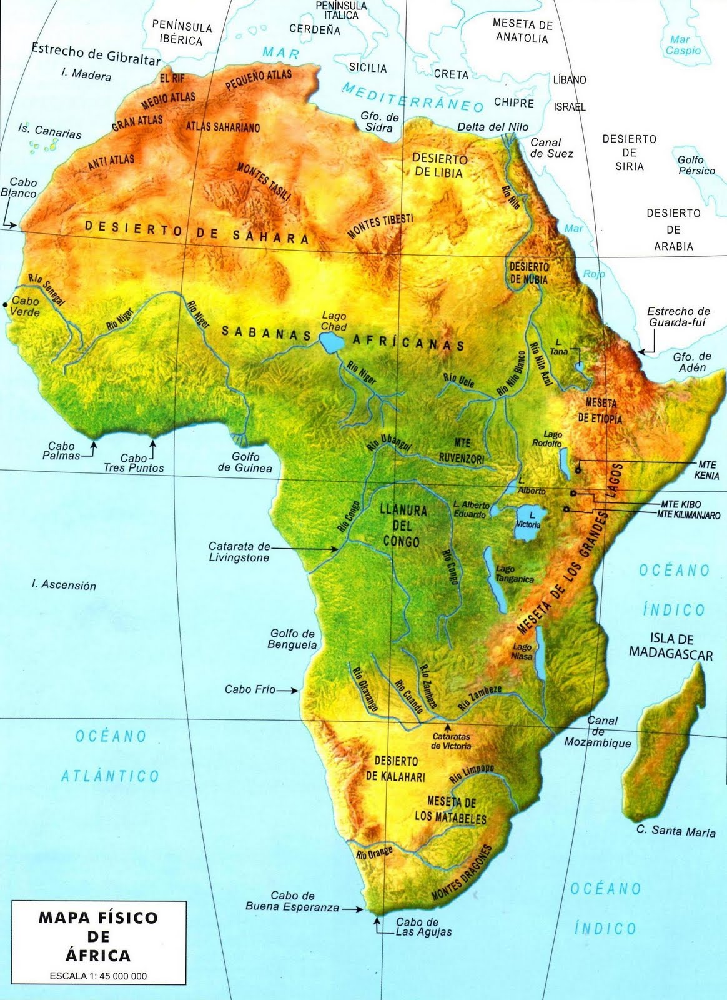 PENÍNSULA
ITÁLICA
PENÍNSULA
IBÉRICA
CERDEÑA
MESETA DE
ANATOLIA
Mar
Caspio
Estrecho de Gibraltar
I. Madera
MAR
MEDITERRÁNEO
SICILIA
CRETA
CHIPRE
LÍBANO
ISRAEL
EL RIF
PEQUEÑO ATLAS
MEDIO ATLAS
GRAN ATLAS
ATLAS SAHARIANO
ANTI ATLAS
Is. Canarias
Gfo. de
Sidra
Delta del Nilo
Canal
de Suez
DESIERTO
DE
SIRIA
Golfo
Pérsico
DESIERTO
DE LIBIA
MONTES TASILÍ
Cabo
Blanco
Río Nilo
MONTES TIBESTI
DESIERTO DE SAHARA
Mar
Rojo
DESIERTO
DE
ARABIA
DESIERTO
DE NUBIA
Río Senegal
Cabo
Verde
Río Niger
Río Niger
Lago
Chad
SABANAS AFRÍCANAS
Estrecho de
Guarda-fuí
L.
Tana
Gfo. de
Adén
Río Niger
Río Uele
Río Nilo Blanco
Río Nilo Azul
MESETA
DE ETIOPÍA
Cabo
Palmas
Cabo
Tres Puntos
Golfo
de Guinea
Río Ubangui
MTE
RUVENZORI
Lago
Rodolfo
MTE
KENIA
L.
Alberto
L. Alberto
Eduardo
L.
Victoria
MTE KIBO
MTE KILIMANJARO
Río Congo
LLANURA
DEL
CONGO
Río Congo
Catarata de
Livingstone
Lago
Tanganica
MESETA DE LOS GRANDES LAGOS
I. Ascensión
OCÉANO
ÍNDICO
Golfo de
Benguela
Lago
Niasa
ISLA DE
MADAGASCAR
Cabo Frío
Río Okavango
Río Cuando
Río Zambeze
Río Zambeze
Canal
de
Mozambique
Cataratas
de Victoria
OCÉANO
ATLÁNTICO
DESIERTO
DE KALAHARI
Río Limpopo
MESETA DE
LOS MATABELES
C. Santa María
Río Orange
MONTES DRAGONES
OCÉANO
ÍNDICO
Cabo de
Buena Esperanza
Cabo de
Las Agujas
MAPA FÍSICO
DE
ÁFRICA
ESCALA 1: 45 000 000